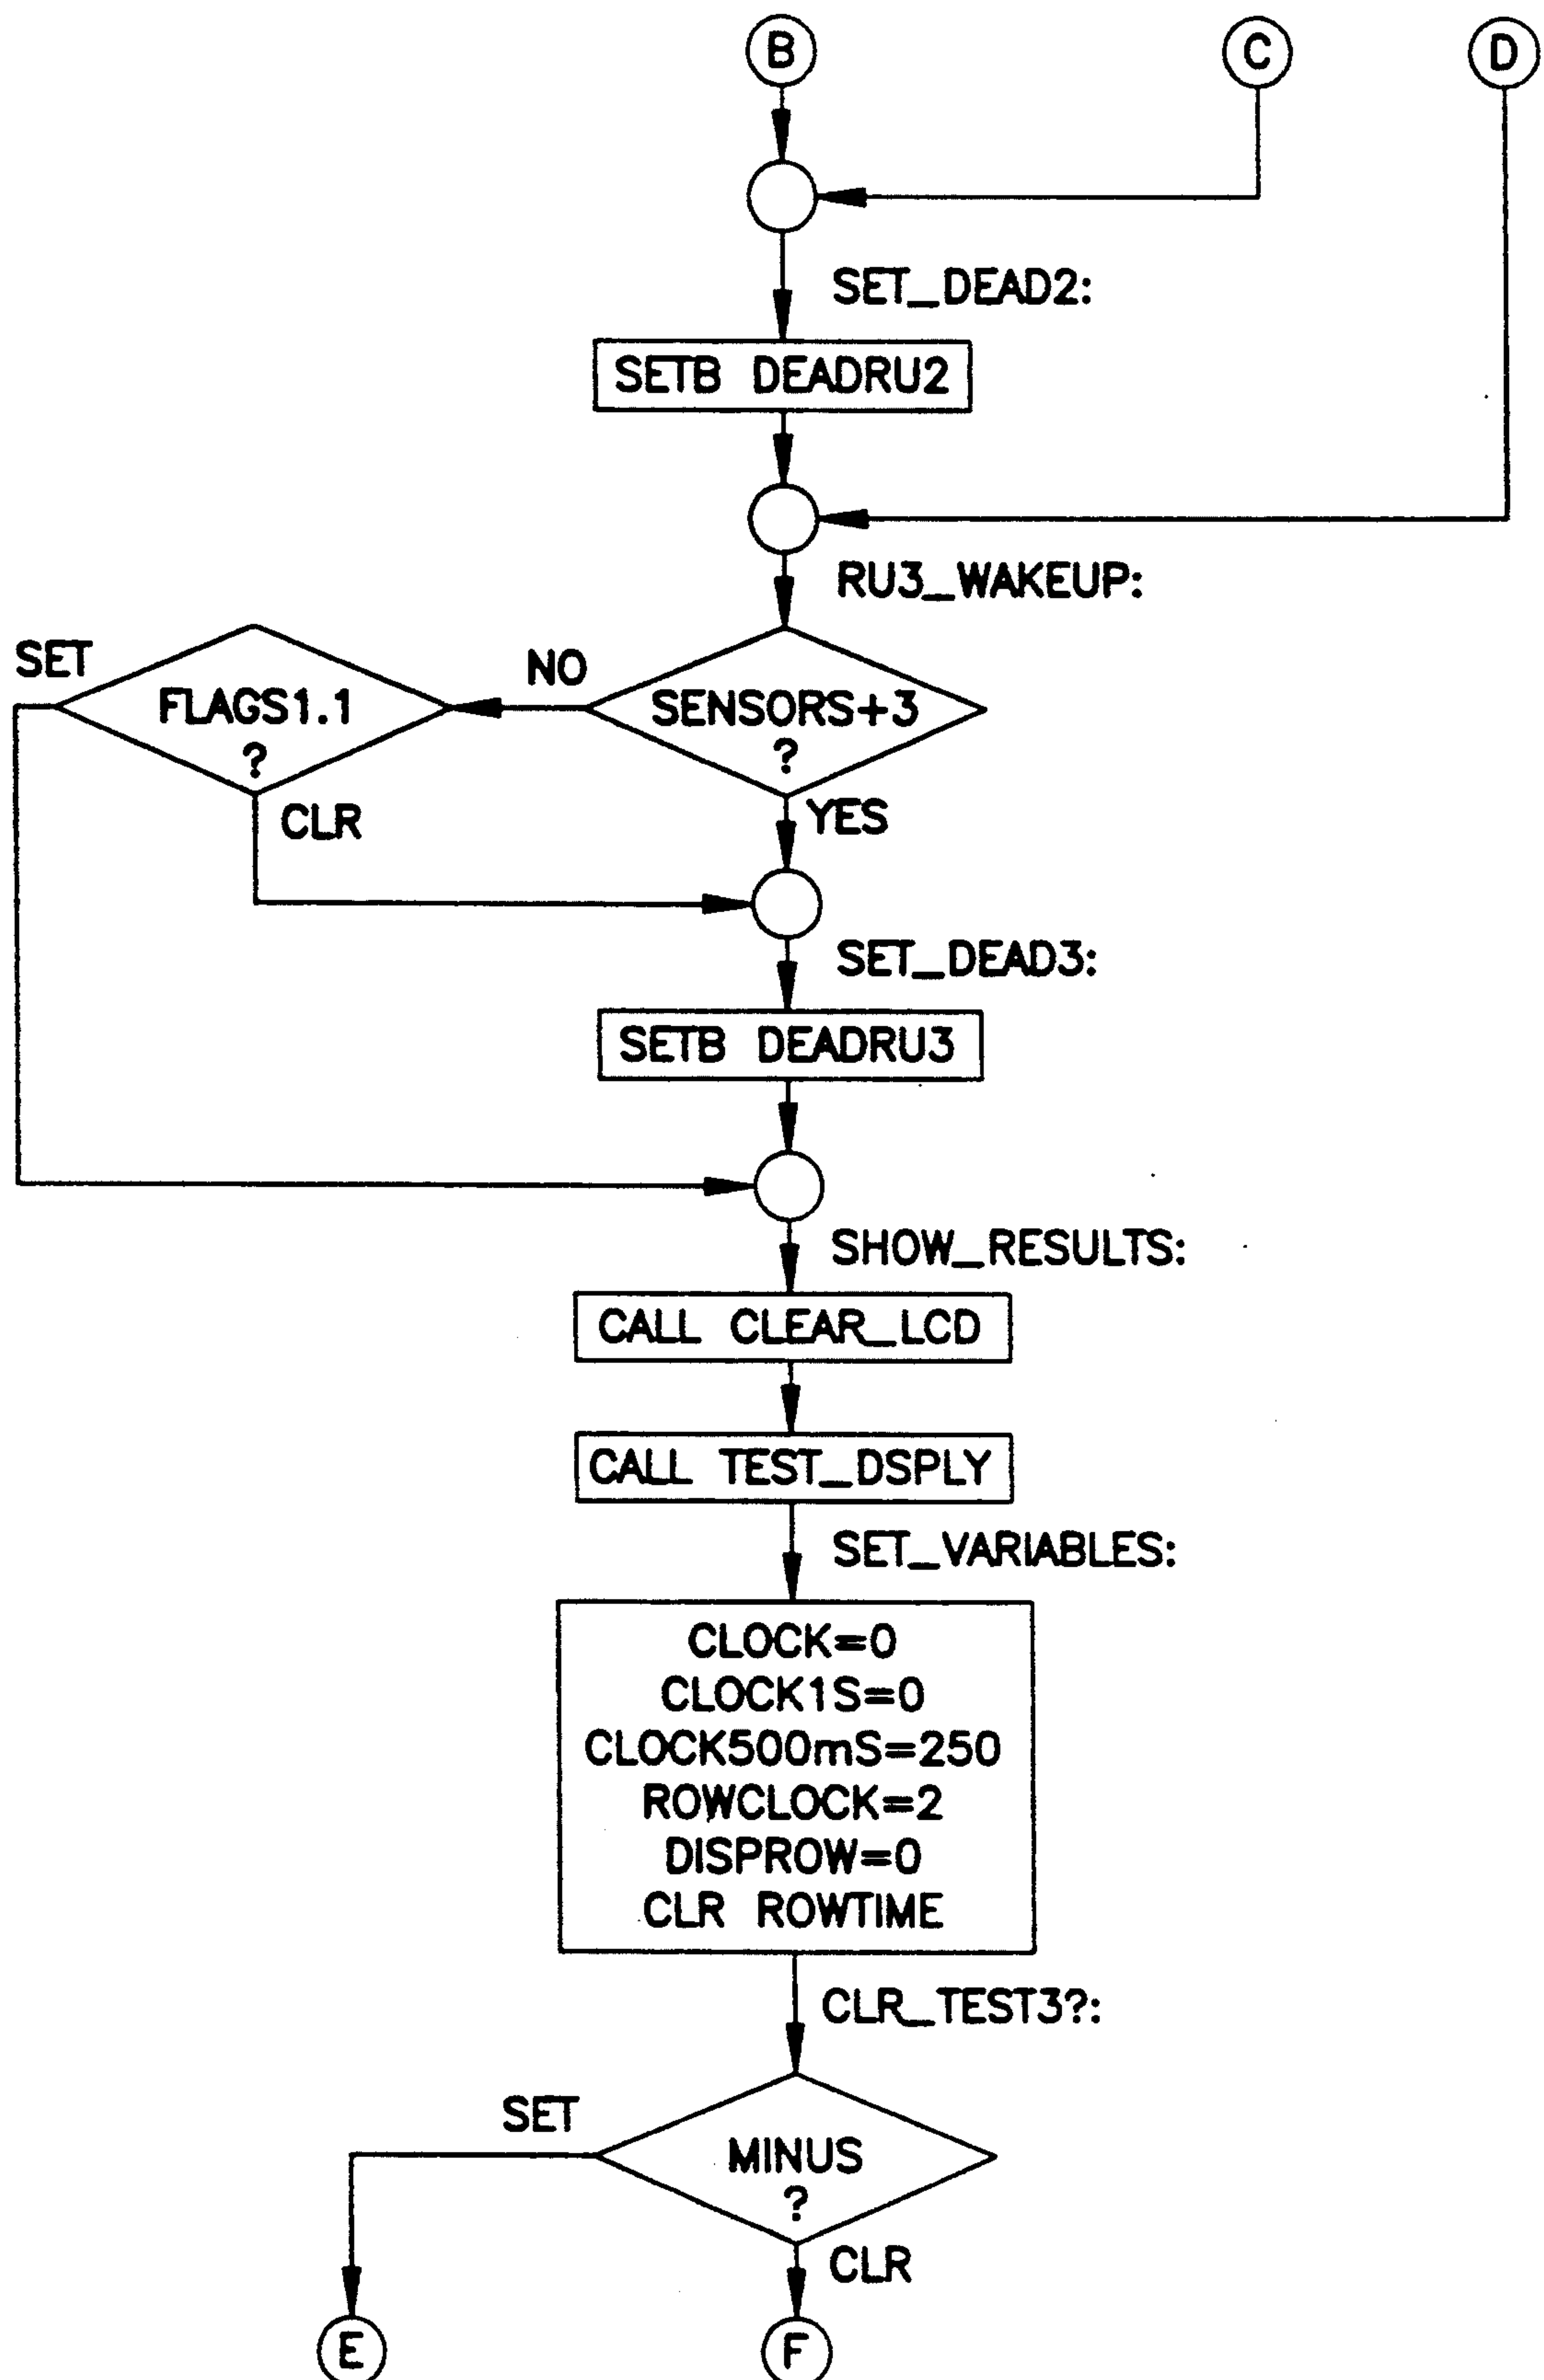 B
C
D
SET_DEAD2:
SETB DEADRU2
RU3_WAKEUP:
SET
NO
FLAGS1.1
?
SENSORS+3
?
CLR
YES
SET_DEAD3:
SETB DEADRU3
SHOW_RESULTS:
CALL CLEAR_LCD
CALL TEST_DSPLY
SET_VARIABLES:
CLOCK=0
CLOCK1S=0
CLOCK500mS=250
ROWCLOCK=2
DISPROW=0
CLR ROWTIME
CLR_TEST3?:
SET
MINUS
?
CLR
E
F